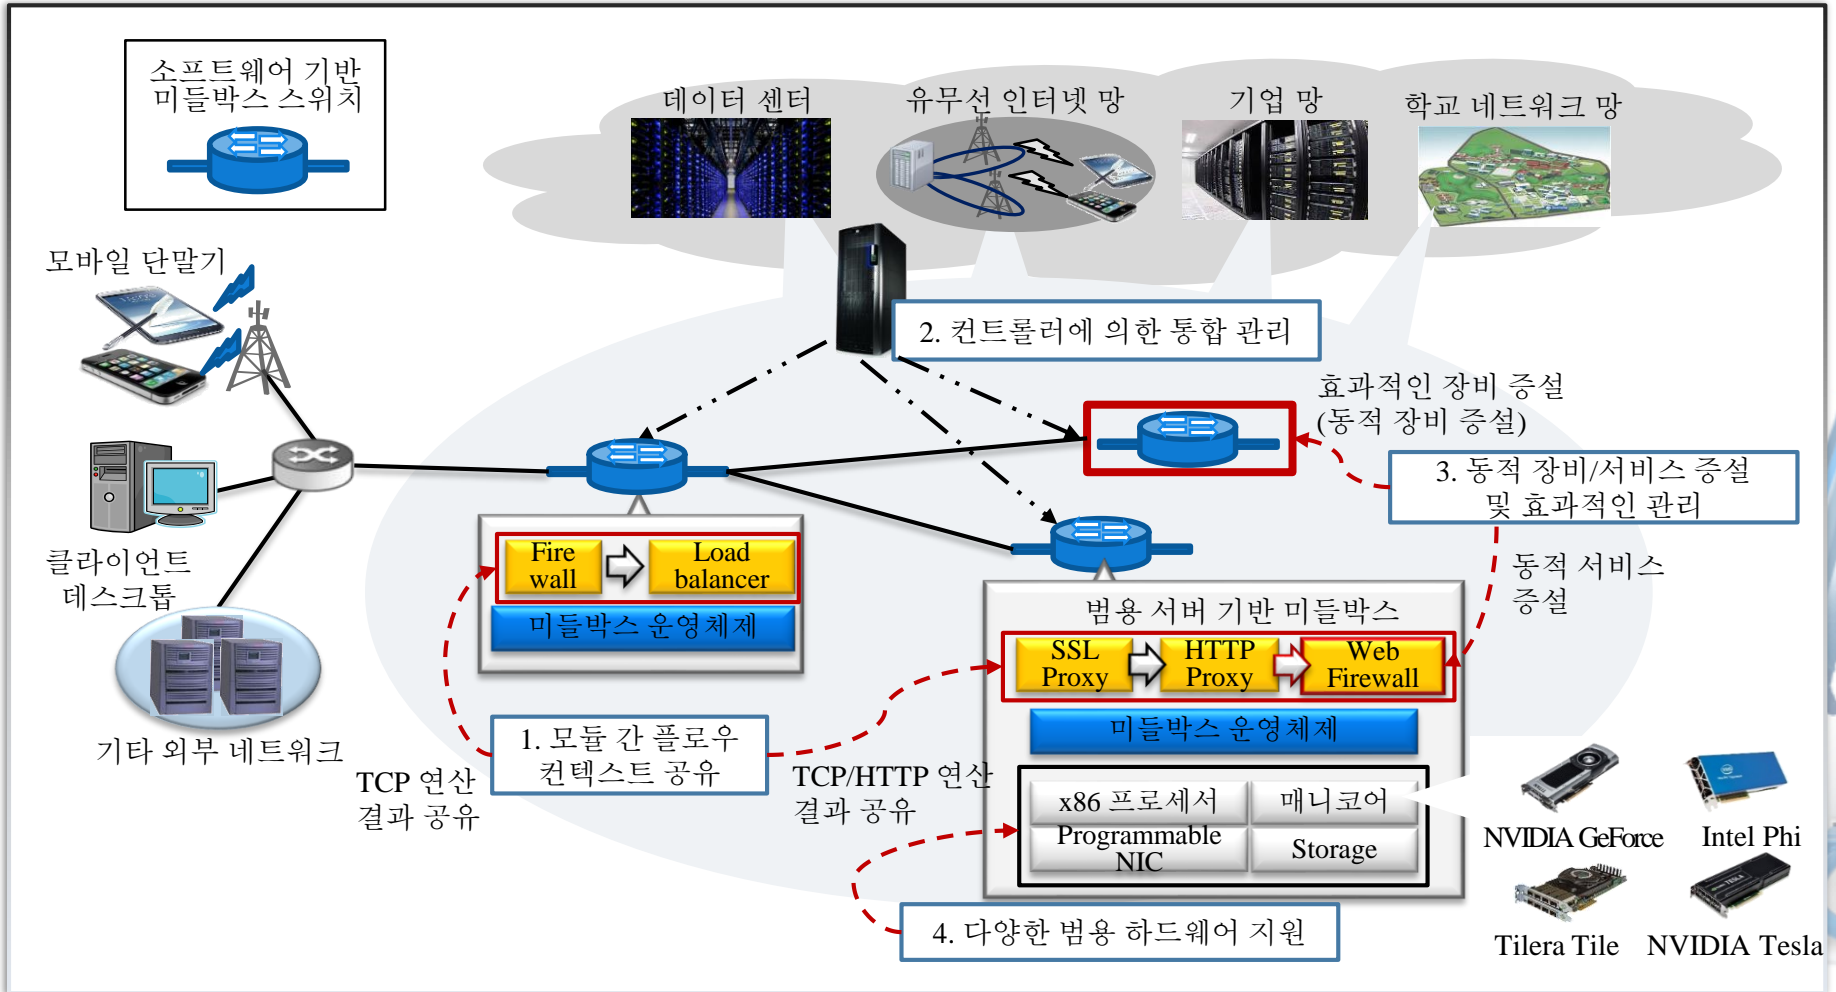 소프트웨어 기반
미들박스 스위치
데이터 센터
유무선 인터넷 망
기업 망
학교 네트워크 망
모바일 단말기
2. 컨트롤러에 의한 통합 관리
효과적인 장비 증설
(동적 장비 증설)
3. 동적 장비/서비스 증설
및 효과적인 관리
클라이언트
데스크톱
Fire
wall
Load
balancer
미들박스 운영체제
동적 서비스
증설
범용 서버 기반 미들박스
SSL
Proxy
HTTP
Proxy
Web
Firewall
미들박스 운영체제
기타 외부 네트워크
1. 모듈 간 플로우
컨텍스트 공유
TCP 연산
결과 공유
TCP/HTTP 연산
결과 공유
x86 프로세서
매니코어
Programmable
NIC
Storage
NVIDIA GeForce
Intel Phi
4. 다양한 범용 하드웨어 지원
Tilera Tile
NVIDIA Tesla